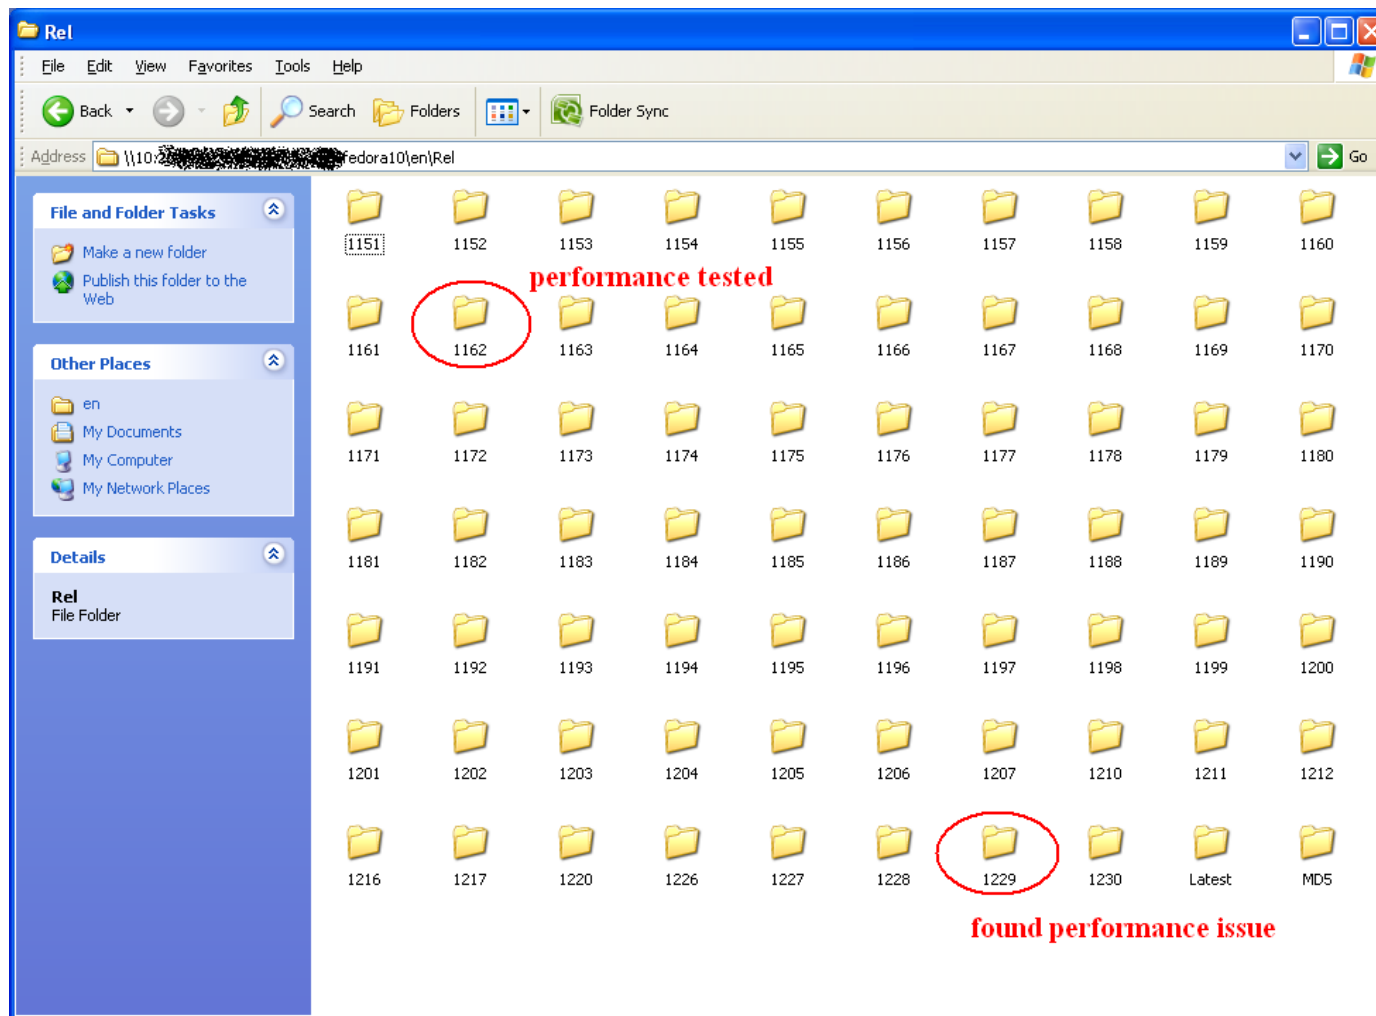 Rel
File Edit View Favorites Tools Help
Back Search Folders Folder Sync
Address \\10. fedora10\en\Rel Go
File and Folder Tasks
Make a new folder
Publish this folder to the
Web
Other Places
en
My Documents
My Computer
My Network Places
Details
Rel
File Folder
1151 1152 1153 1154 1155 1156 1157 1158 1159 1160
performance tested
1161 1162 1163 1164 1165 1166 1167 1168 1169 1170
1171 1172 1173 1174 1175 1176 1177 1178 1179 1180
1181 1182 1183 1184 1185 1186 1187 1188 1189 1190
1191 1192 1193 1194 1195 1196 1197 1198 1199 1200
1201 1202 1203 1204 1205 1206 1207 1210 1211 1212
1216 1217 1220 1226 1227 1228 1229 1230 Latest MD5
found performance issue